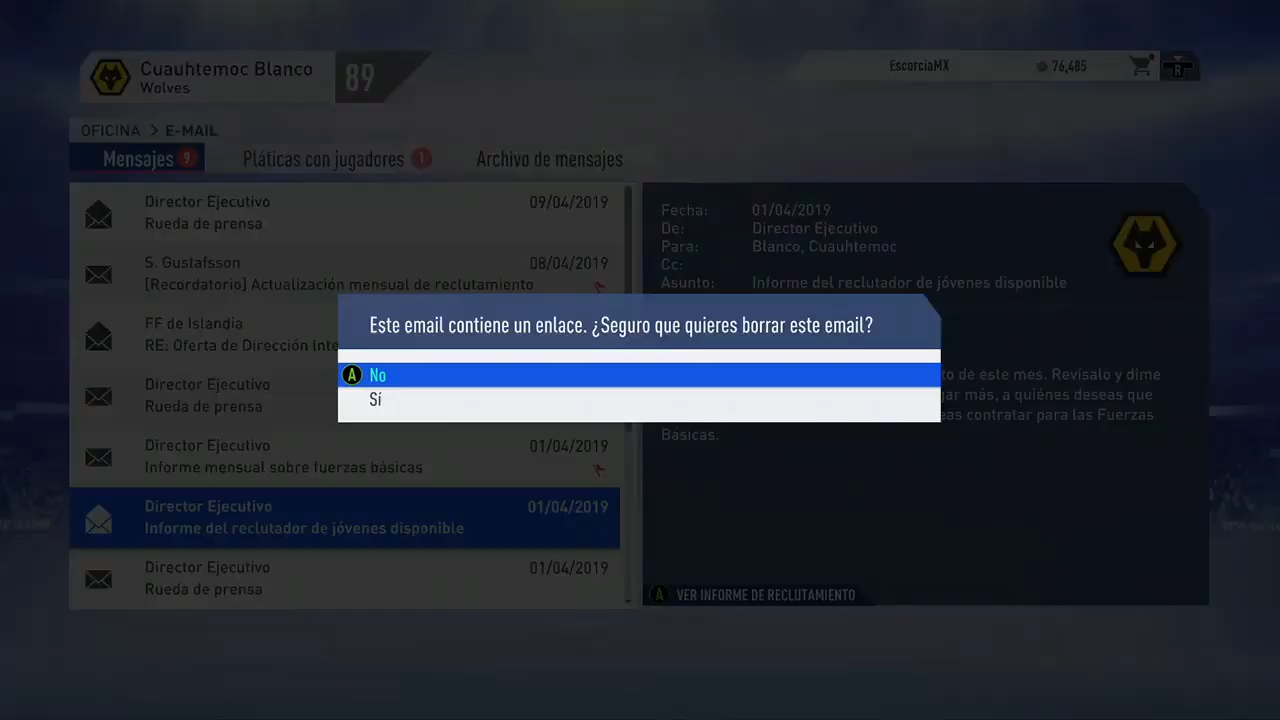 Cuauhtemoc Blanco
Wolves
89
EscorciaMX
76,485
R
OFICINA > E-MAIL
Mensajes 9
Pláticas con jugadores 1
Archivo de mensajes
Director Ejecutivo 09/04/2019
Rueda de prensa
S. Gustafsson 08/04/2019
[Recordatorio] Actualización mensual de reclutamiento
FF de Islandia
RE: Oferta de Dirección Inte
Director Ejecutivo
Rueda de prensa
Director Ejecutivo 01/04/2019
Informe mensual sobre fuerzas básicas
Director Ejecutivo 01/04/2019
Informe del reclutador de jóvenes disponible
Director Ejecutivo 01/04/2019
Rueda de prensa
Fecha: 01/04/2019
De: Director Ejecutivo
Para: Blanco, Cuauhtemoc
Cc:
Asunto: Informe del reclutador de jóvenes disponible
Este email contiene un enlace. ¿Seguro que quieres borrar este email?
A No
Sí
to de este mes. Revísalo y dime
gar más, a quiénes deseas que
eas contratar para las Fuerzas
Básicas.
A VER INFORME DE RECLUTAMIENTO